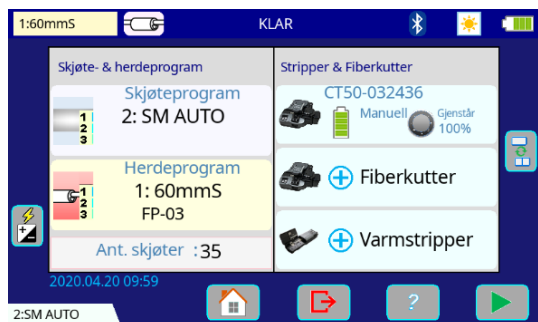 1:60mmS
KLAR
Skjøte- & herdeprogram
Skjøteprogram
1
2
3
2: SM AUTO
Herdeprogram
1
2
3
1: 60mmS
FP-03
Ant. skjøter :35
Stripper & Fiberkutter
CT50-032436
Manuell
Gjenstår
100%
Fiberkutter
Varmstripper
2020.04.20 09:59
2:SM AUTO
?